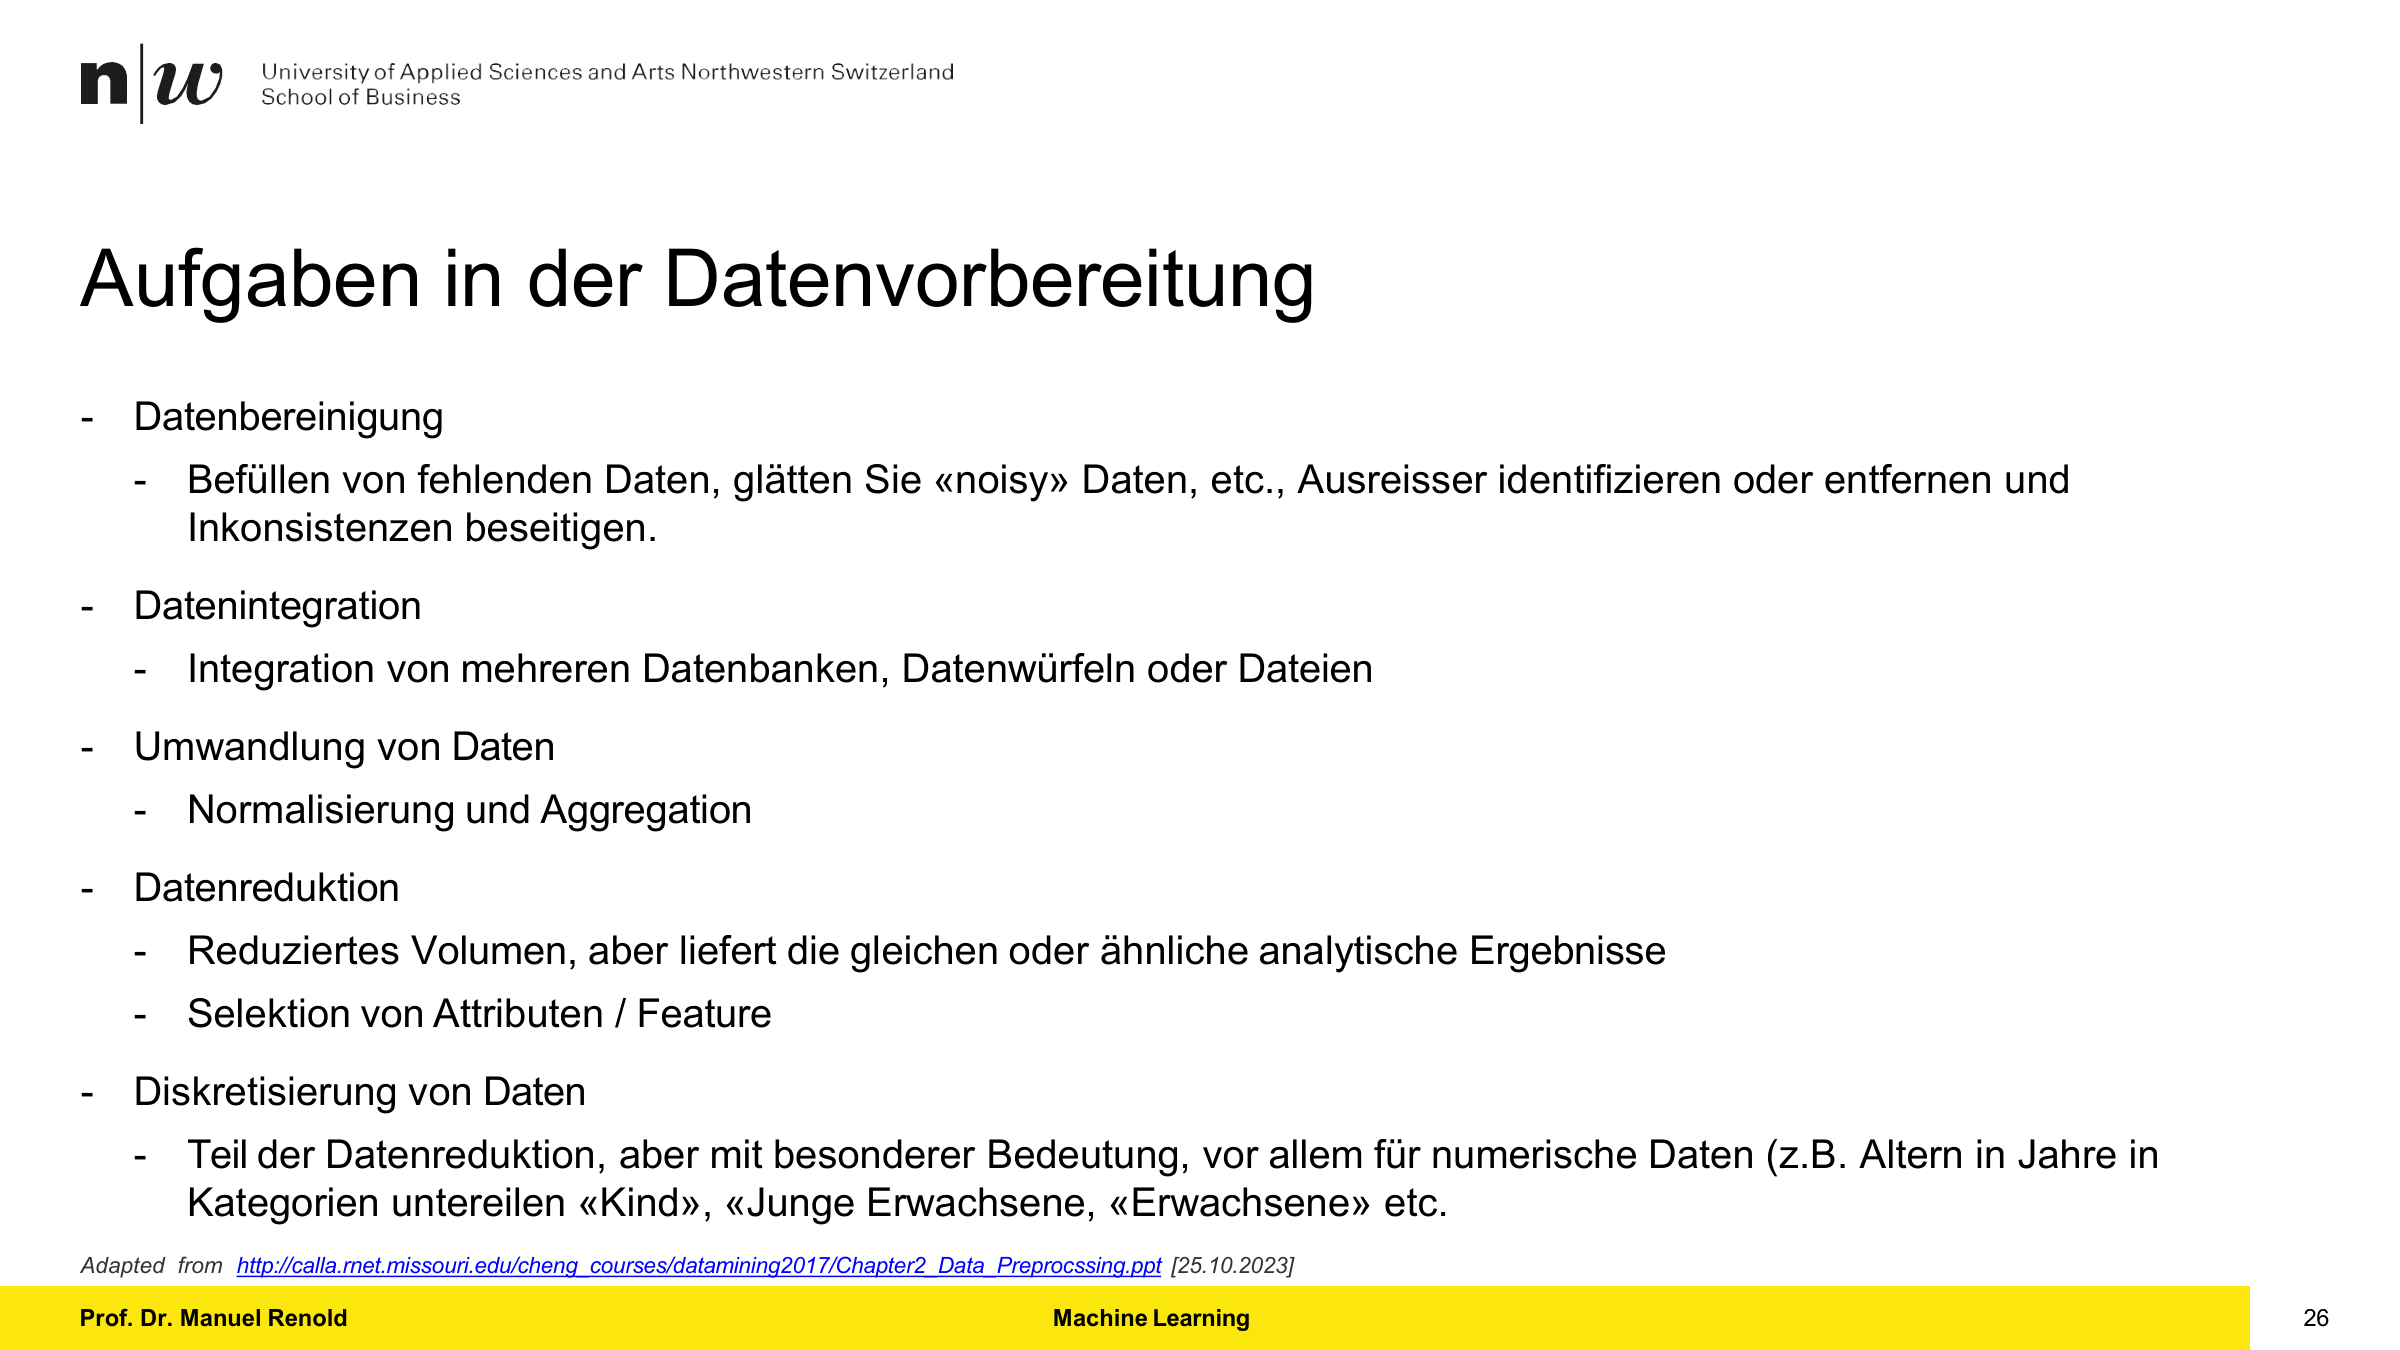 n|w University of Applied Sciences and Arts Northwestern Switzerland
School of Business
Aufgaben in der Datenvorbereitung
- Datenbereinigung
- Befüllen von fehlenden Daten, glätten Sie «noisy» Daten, etc., Ausreisser identifizieren oder entfernen und
Inkonsistenzen beseitigen.
- Datenintegration
- Integration von mehreren Datenbanken, Datenwürfeln oder Dateien
- Umwandlung von Daten
- Normalisierung und Aggregation
- Datenreduktion
- Reduziertes Volumen, aber liefert die gleichen oder ähnliche analytische Ergebnisse
- Selektion von Attributen / Feature
- Diskretisierung von Daten
- Teil der Datenreduktion, aber mit besonderer Bedeutung, vor allem für numerische Daten (z.B. Altern in Jahre in
Kategorien untereilen «Kind», «Junge Erwachsene, «Erwachsene» etc.
Adapted from http://calla.rnet.missouri.edu/cheng_courses/datamining2017/Chapter2_Data_Preprocssing.ppt [25.10.2023]
Prof. Dr. Manuel Renold Machine Learning 26